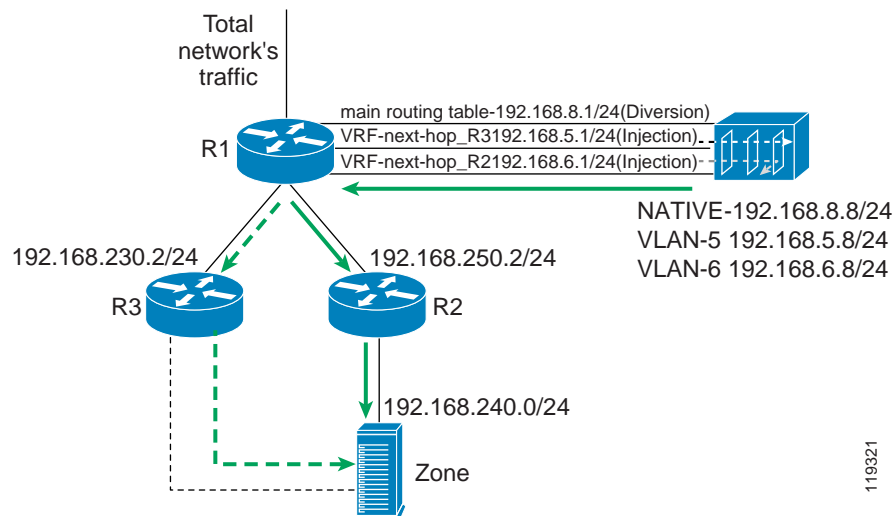 Total
network's
traffic
main routing table-192.168.8.1/24(Diversion)
VRF-next-hop_R3192.168.5.1/24(Injection)
VRF-next-hop_R2192.168.6.1/24(Injection)
R1
NATIVE-192.168.8.8/24
VLAN-5 192.168.5.8/24
VLAN-6 192.168.6.8/24
192.168.230.2/24
192.168.250.2/24
R3
R2
192.168.240.0/24
Zone
119321